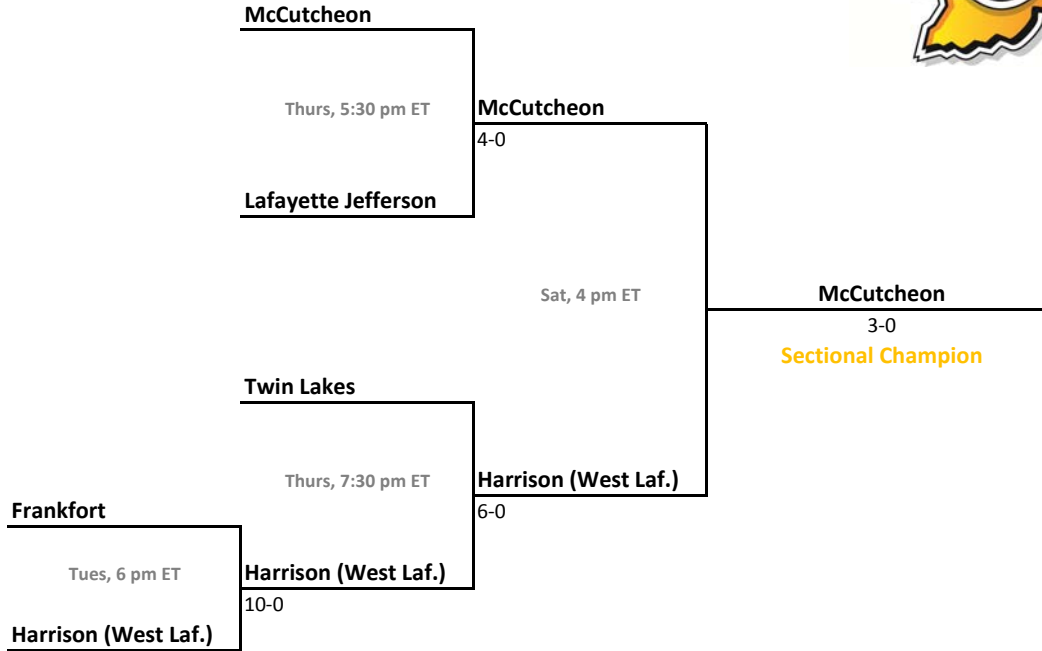 McCutcheon
Thurs, 5:30 pm ET
McCutcheon
4-0
Lafayette Jefferson
Sat, 4 pm ET
McCutcheon
3-0
Sectional Champion
Twin Lakes
Thurs, 7:30 pm ET
Harrison (West Laf.)
6-0
Frankfort
Tues, 6 pm ET
Harrison (West Laf.)
10-0
Harrison (West Laf.)